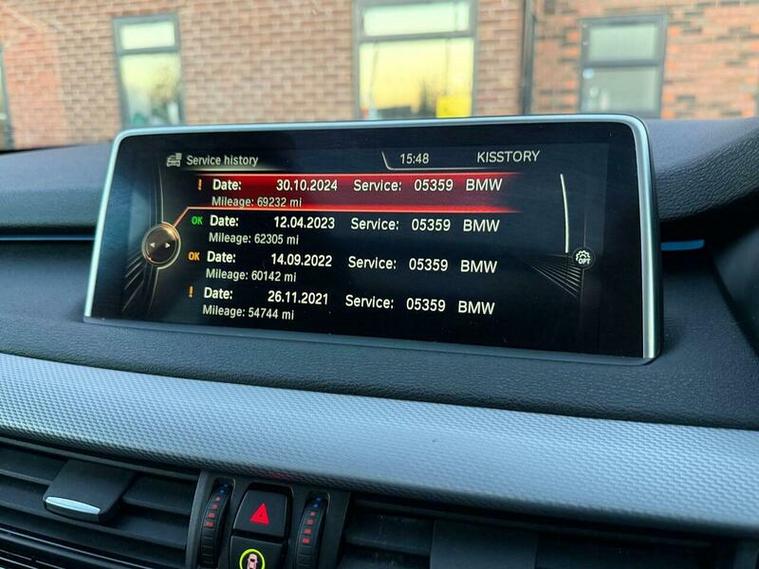 Service history 15:48 KISSTORY
! Date: 30.10.2024 Service: 05359 BMW
Mileage: 69232 mi
OK Date: 12.04.2023 Service: 05359 BMW
Mileage: 62305 mi
OK Date: 14.09.2022 Service: 05359 BMW
Mileage: 60142 mi
OPT
! Date: 26.11.2021 Service: 05359 BMW
Mileage: 54744 mi